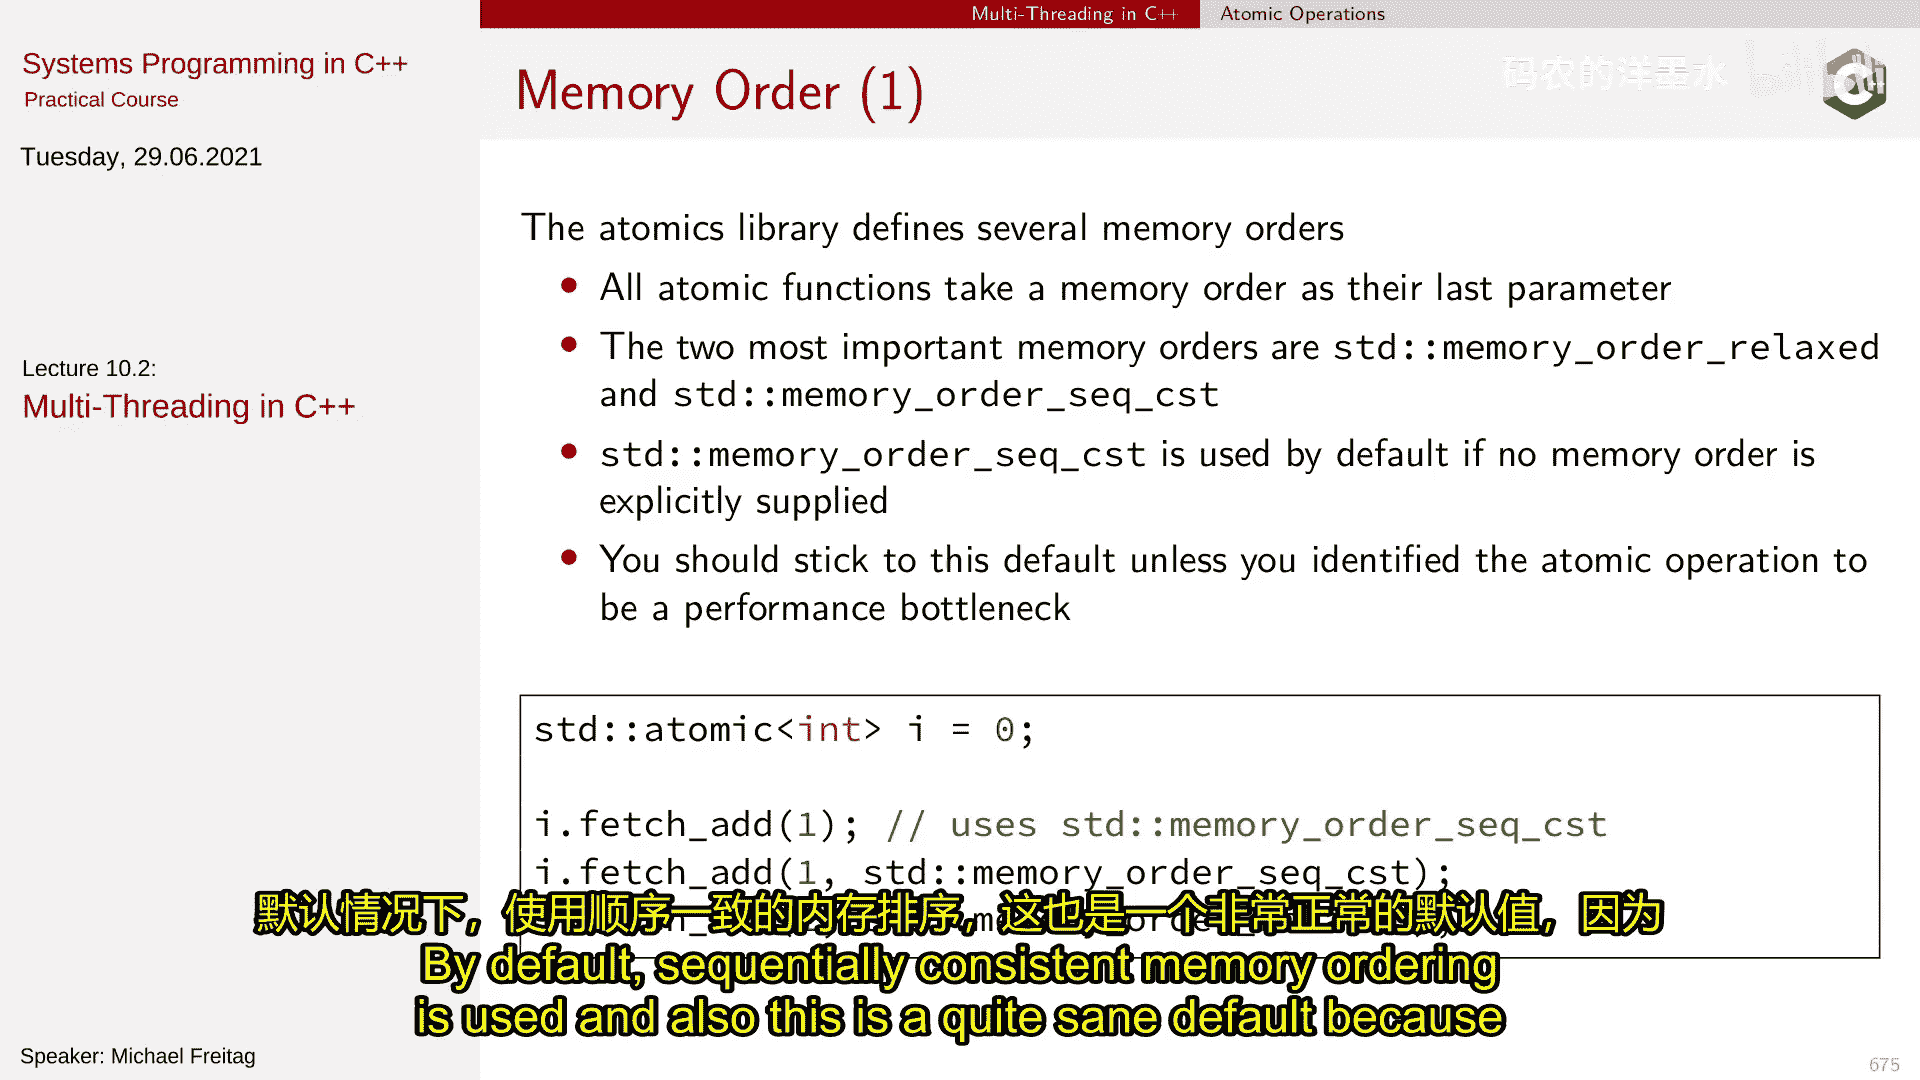 Multi-Threading in C++ Atomic Operations
Systems Programming in C++
Practical Course
Tuesday, 29.06.2021
Lecture 10.2:
Multi-Threading in C++
Speaker: Michael Freitag
Memory Order (1)
码农的洋墨水
The atomics library defines several memory orders
• All atomic functions take a memory order as their last parameter
• The two most important memory orders are std::memory_order_relaxed
and std::memory_order_seq_cst
• std::memory_order_seq_cst is used by default if no memory order is
explicitly supplied
• You should stick to this default unless you identified the atomic operation to
be a performance bottleneck
std::atomic<int> i = 0;
i.fetch_add(1); // uses std::memory_order_seq_cst
i.fetch_add(1, std::memory_order_seq_cst);
默认情况下，使用顺序一致的内存排序，这也是一个非常正常的默认值，因为
By default, sequentially consistent memory ordering
is used and also this is a quite sane default because
675